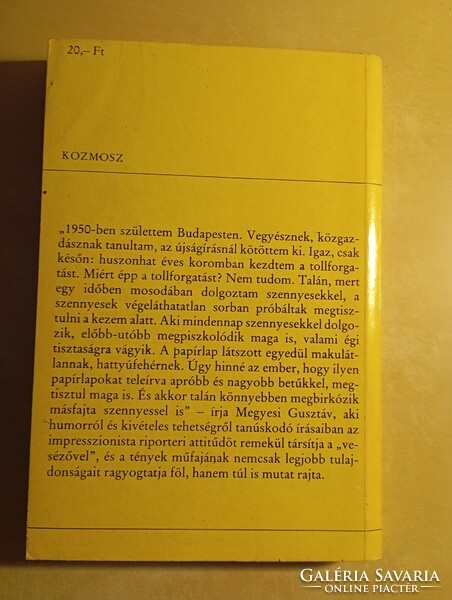 20,– Ft
KOZMOSZ
„1950-ben születtem Budapesten. Vegyésznek, közgaz-
dásznak tanultam, az újságírásnál kötöttem ki. Igaz, csak
későn: huszonhat éves koromban kezdtem a tollforga-
tást. Miért épp a tollforgatást? Nem tudom. Talán, mert
egy időben mosodában dolgoztam szennyesekkel, a
szennyesek végeláthatatlan sorban próbáltak megtisz-
tulni a kezem alatt. Aki mindennap szennyesekkel dolgo-
zik, előbb-utóbb megpiszkolódik maga is, valami égi
tisztaságra vágyik. A papírlap látszott egyedül makulát-
lannak, hattyúfehérnek. Úgy hinné az ember, hogy ilyen
papírlapokat teleírva apróbb és nagyobb betűkkel, meg-
tisztul maga is. És akkor talán könnyebben megbirkózik
másfajta szennyessel is” – írja Megyesi Gusztáv, aki
humorról és kivételes tehetségről tanúskodó írásaiban az
impresszionista riporteri attitűdöt remekül társítja a „ve-
sézővel”, és a tények műfajának nemcsak legjobb tulaj-
donságait ragyogtatja föl, hanem túl is mutat rajta.
GALÉRIA SAVARIA
ONLINE PIACTÉR